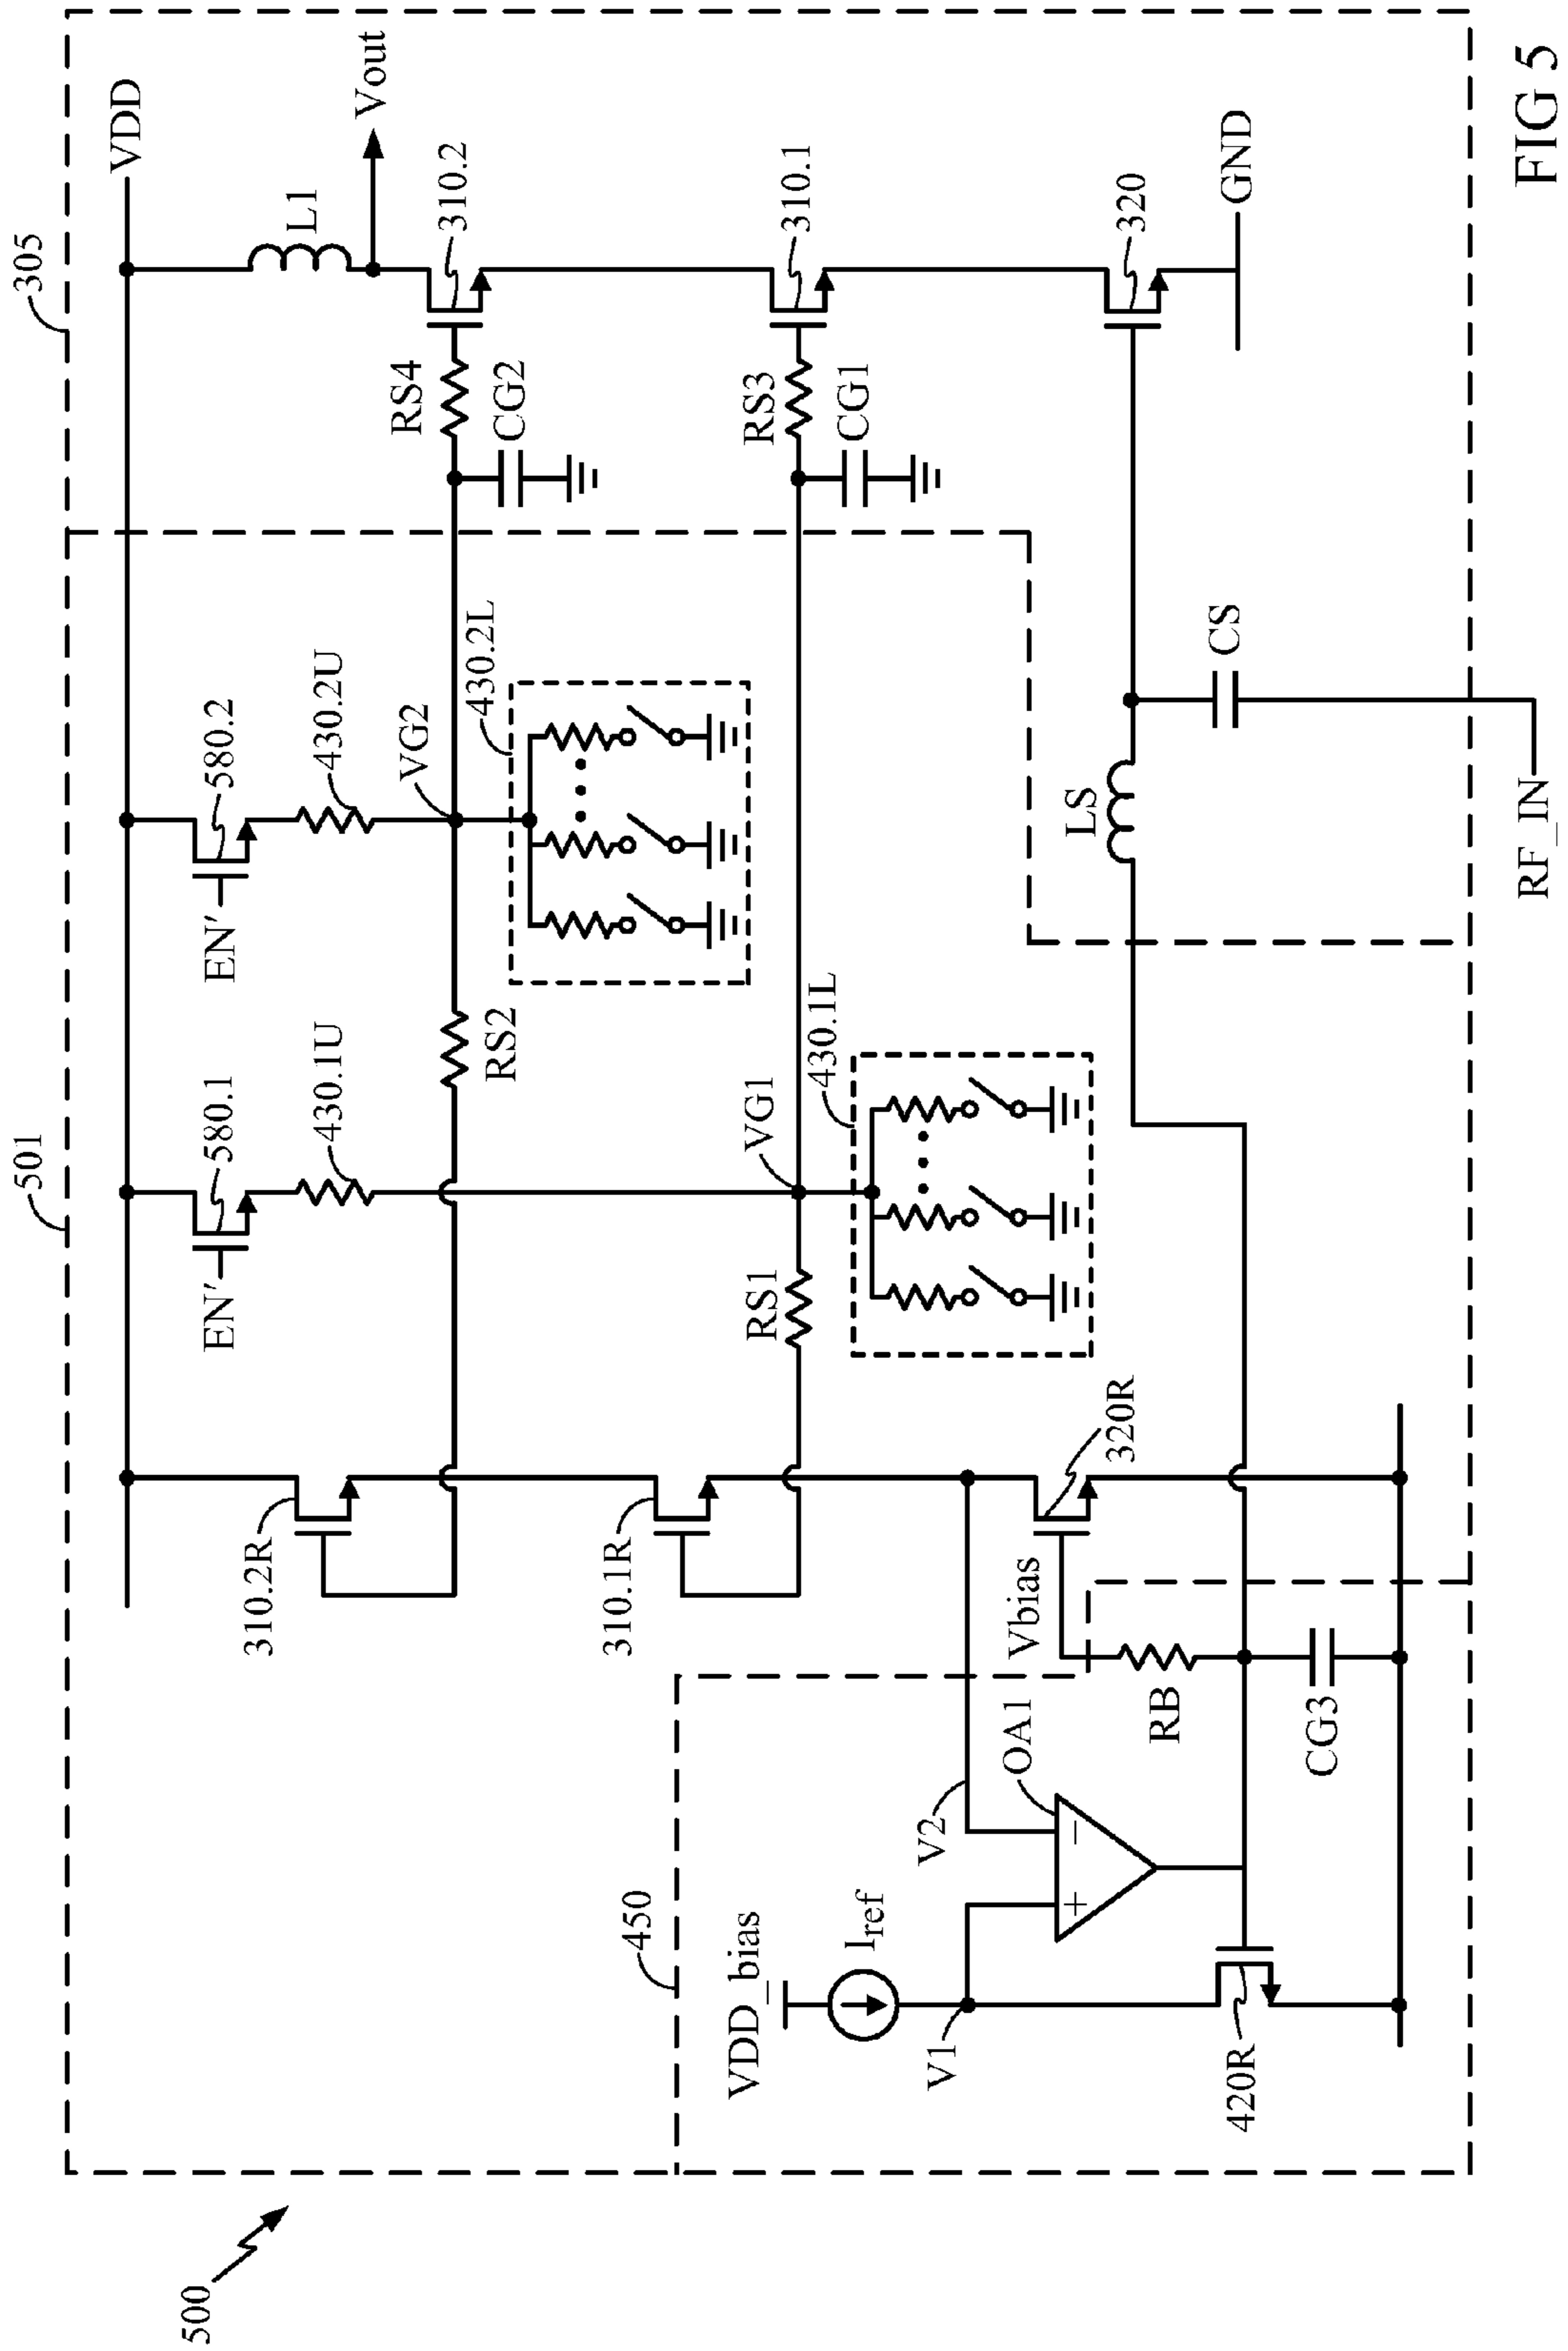 500
501
305
VDD
EN'
580.1
430.1U
EN'
580.2
430.2U
L1
Vout
310.2R
RS2
VG2
430.2L
RS4
CG2
310.2
310.1R
RS1
VG1
430.1L
RS3
CG1
310.1
450
VDD_bias
Iref
V1
V2
+
−
OA1
Vbias
320R
420R
RB
CG3
LS
CS
320
GND
RF_IN
FIG 5